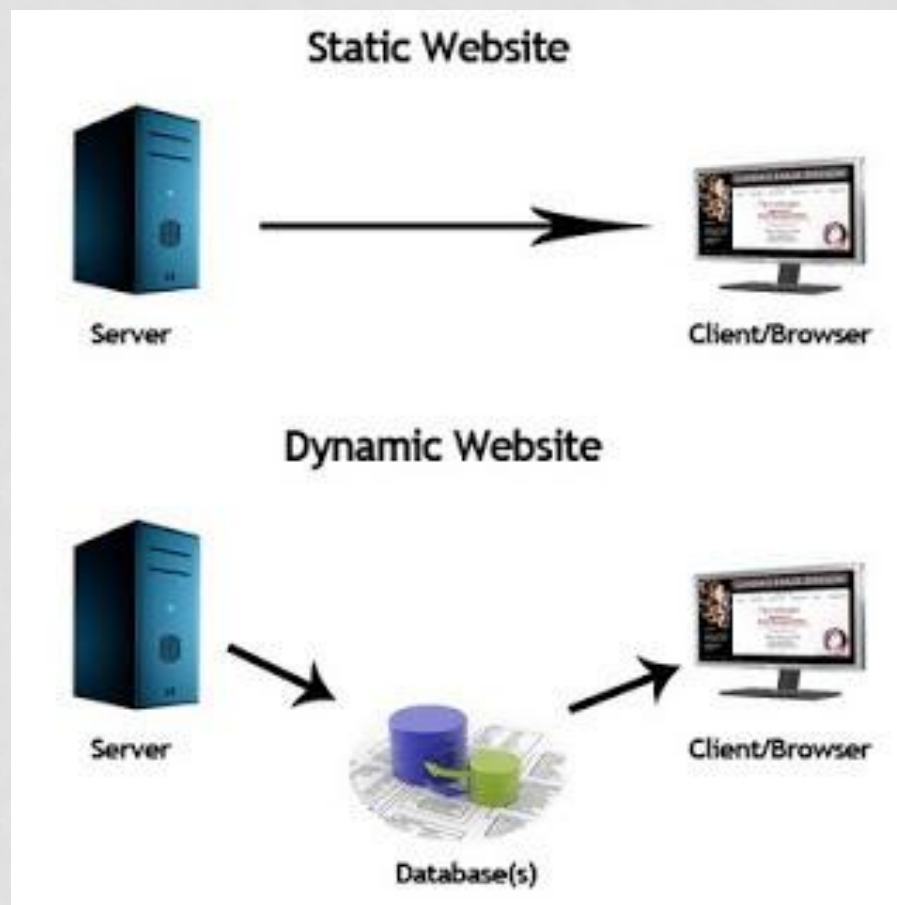 Static Website
Server
Client/Browser
Dynamic Website
Server
Client/Browser
Database(s)